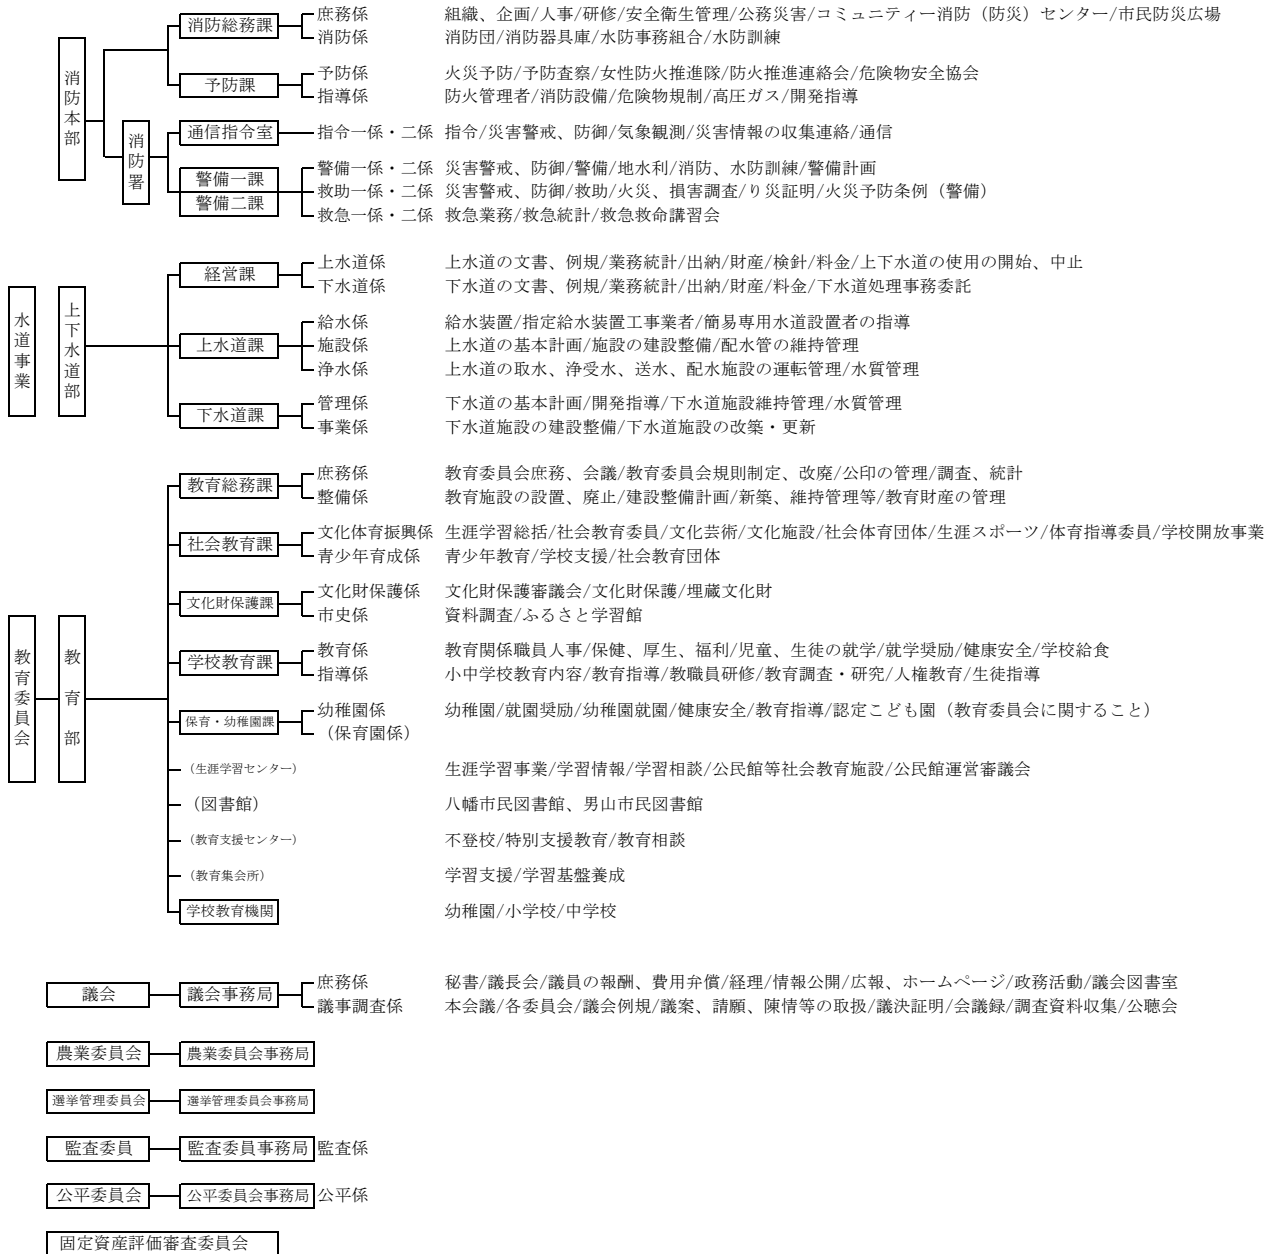 消防本部
消防総務課
庶務係 組織、企画/人事/研修/安全衛生管理/公務災害/コミュニティー消防（防災）センター/市民防災広場
消防係 消防団/消防器具庫/水防事務組合/水防訓練
予防課
予防係 火災予防/予防査察/女性防火推進隊/防火推進連絡会/危険物安全協会
指導係 防火管理者/消防設備/危険物規制/高圧ガス/開発指導
消防署
通信指令室
指令一係・二係 指令/災害警戒、防御/気象観測/災害情報の収集連絡/通信
警備一課
警備二課
警備一係・二係 災害警戒、防御/警備/地水利/消防、水防訓練/警備計画
救助一係・二係 災害警戒、防御/救助/火災、損害調査/り災証明/火災予防条例（警備）
救急一係・二係 救急業務/救急統計/救急救命講習会
水道事業
上下水道部
経営課
上水道係 上水道の文書、例規/業務統計/出納/財産/検針/料金/上下水道の使用の開始、中止
下水道係 下水道の文書、例規/業務統計/出納/財産/料金/下水道処理事務委託
上水道課
給水係 給水装置/指定給水装置工事業者/簡易専用水道設置者の指導
施設係 上水道の基本計画/施設の建設整備/配水管の維持管理
浄水係 上水道の取水、浄受水、送水、配水施設の運転管理/水質管理
下水道課
管理係 下水道の基本計画/開発指導/下水道施設維持管理/水質管理
事業係 下水道施設の建設整備/下水道施設の改築・更新
教育委員会
教育部
教育総務課
庶務係 教育委員会庶務、会議/教育委員会規則制定、改廃/公印の管理/調査、統計
整備係 教育施設の設置、廃止/建設整備計画/新築、維持管理等/教育財産の管理
社会教育課
文化体育振興係 生涯学習総括/社会教育委員/文化芸術/文化施設/社会体育団体/生涯スポーツ/体育指導委員/学校開放事業
青少年育成係 青少年教育/学校支援/社会教育団体
文化財保護課
文化財保護係 文化財保護審議会/文化財保護/埋蔵文化財
市史係 資料調査/ふるさと学習館
学校教育課
教育係 教育関係職員人事/保健、厚生、福利/児童、生徒の就学/就学奨励/健康安全/学校給食
指導係 小中学校教育内容/教育指導/教職員研修/教育調査・研究/人権教育/生徒指導
保育・幼稚園課
幼稚園係 幼稚園/就園奨励/幼稚園就園/健康安全/教育指導/認定こども園（教育委員会に関すること）
（保育園係）
（生涯学習センター） 生涯学習事業/学習情報/学習相談/公民館等社会教育施設/公民館運営審議会
（図書館） 八幡市民図書館、男山市民図書館
（教育支援センター） 不登校/特別支援教育/教育相談
（教育集会所） 学習支援/学習基盤養成
学校教育機関 幼稚園/小学校/中学校
議会 議会事務局
庶務係 秘書/議長会/議員の報酬、費用弁償/経理/情報公開/広報、ホームページ/政務活動/議会図書室
議事調査係 本会議/各委員会/議会例規/議案、請願、陳情等の取扱/議決証明/会議録/調査資料収集/公聴会
農業委員会 農業委員会事務局
選挙管理委員会 選挙管理委員会事務局
監査委員 監査委員事務局 監査係
公平委員会 公平委員会事務局 公平係
固定資産評価審査委員会